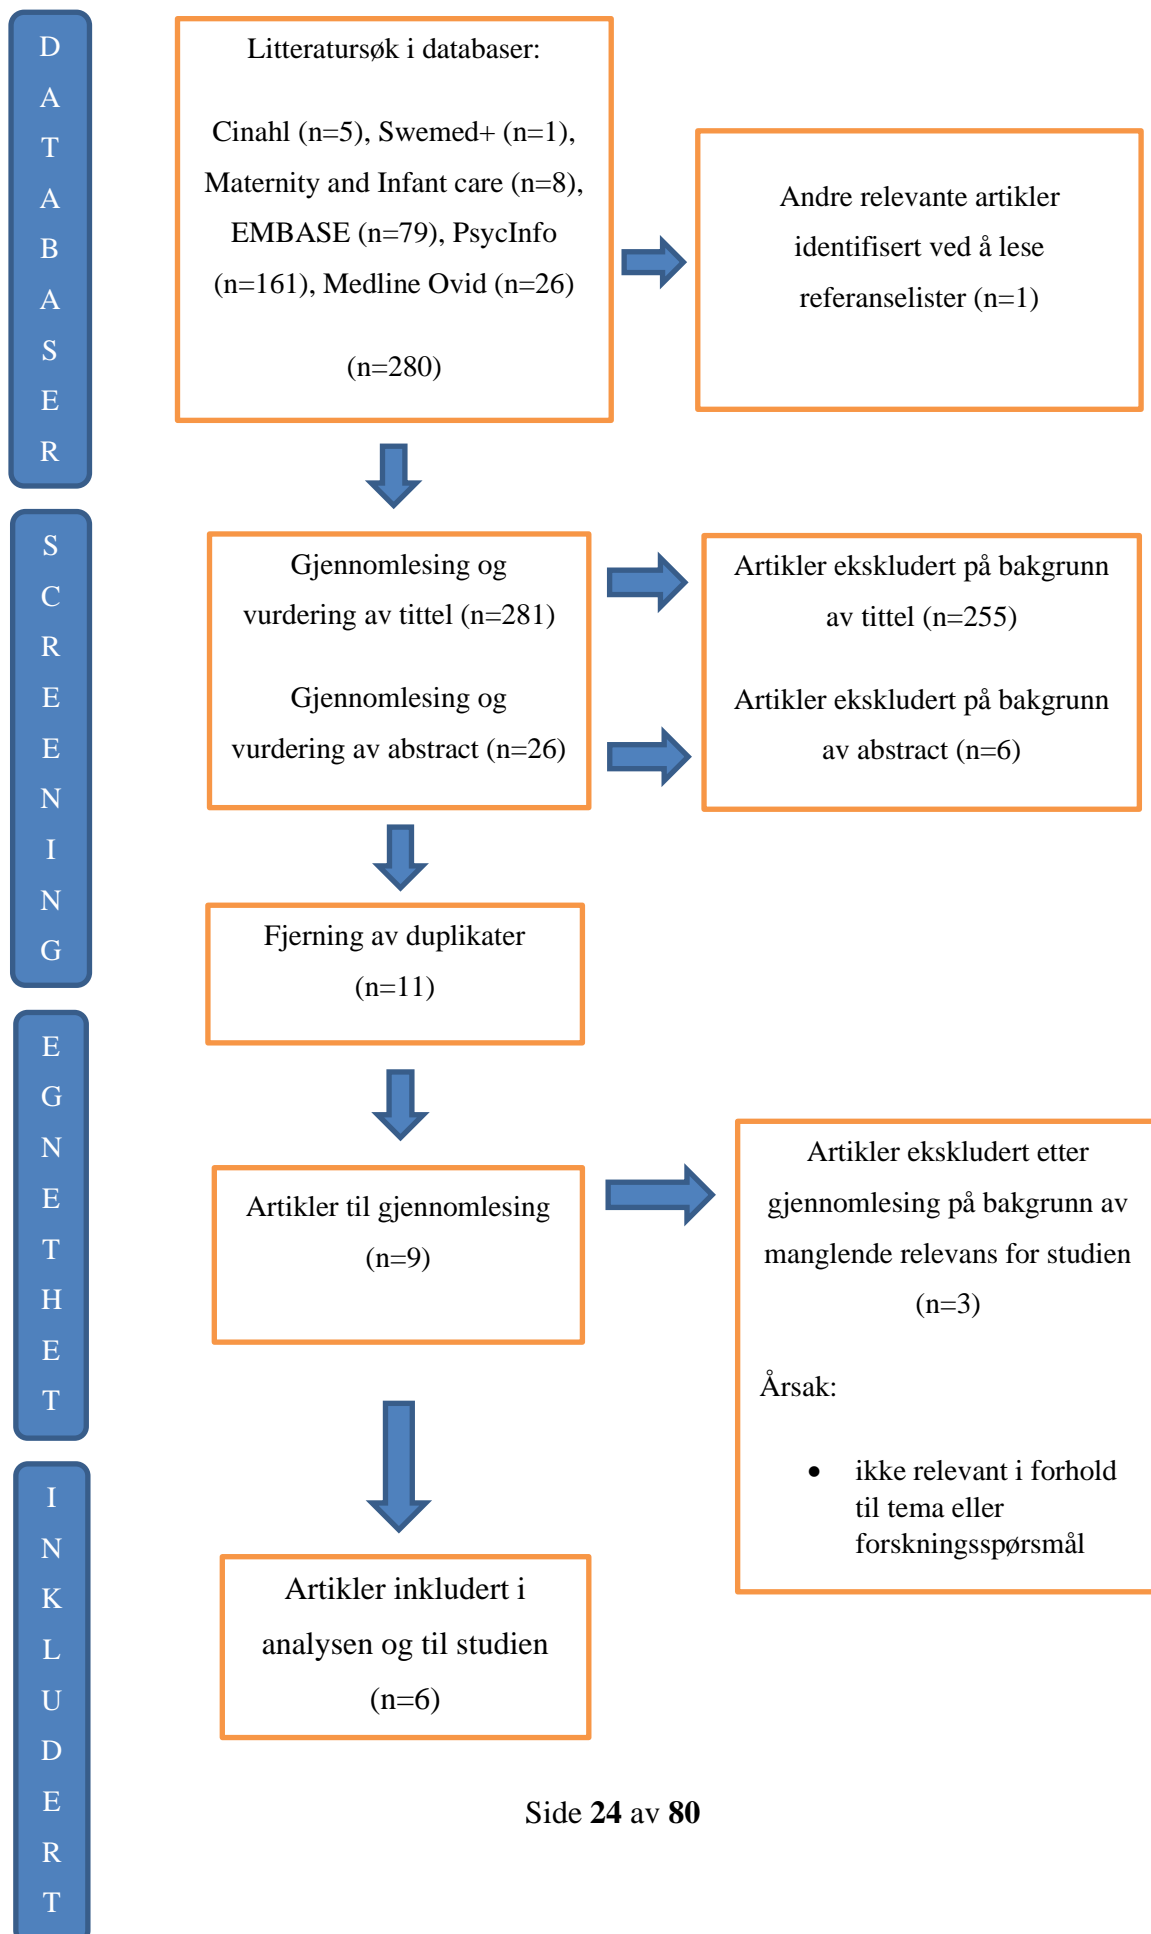 D
A
T
A
B
A
S
E
R
Litteratursøk i databaser:
Cinahl (n=5), Swemed+ (n=1),
Maternity and Infant care (n=8),
EMBASE (n=79), PsycInfo
(n=161), Medline Ovid (n=26)
(n=280)
Andre relevante artikler
identifisert ved å lese
referanselister (n=1)
S
C
R
E
E
N
I
N
G
Gjennomlesing og
vurdering av tittel (n=281)
Gjennomlesing og
vurdering av abstract (n=26)
Artikler ekskludert på bakgrunn
av tittel (n=255)
Artikler ekskludert på bakgrunn
av abstract (n=6)
Fjerning av duplikater
(n=11)
E
G
N
E
T
H
E
T
Artikler til gjennomlesing
(n=9)
Artikler ekskludert etter
gjennomlesing på bakgrunn av
manglende relevans for studien
(n=3)
Årsak:
• ikke relevant i forhold
til tema eller
forskningsspørsmål
I
N
K
L
U
D
E
R
T
Artikler inkludert i
analysen og til studien
(n=6)
Side 24 av 80